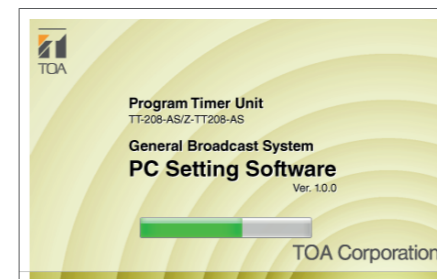 TOA
Program Timer Unit
TT-208-AS/Z-TT208-AS
General Broadcast System
PC Setting Software
Ver. 1.0.0
TOA Corporation